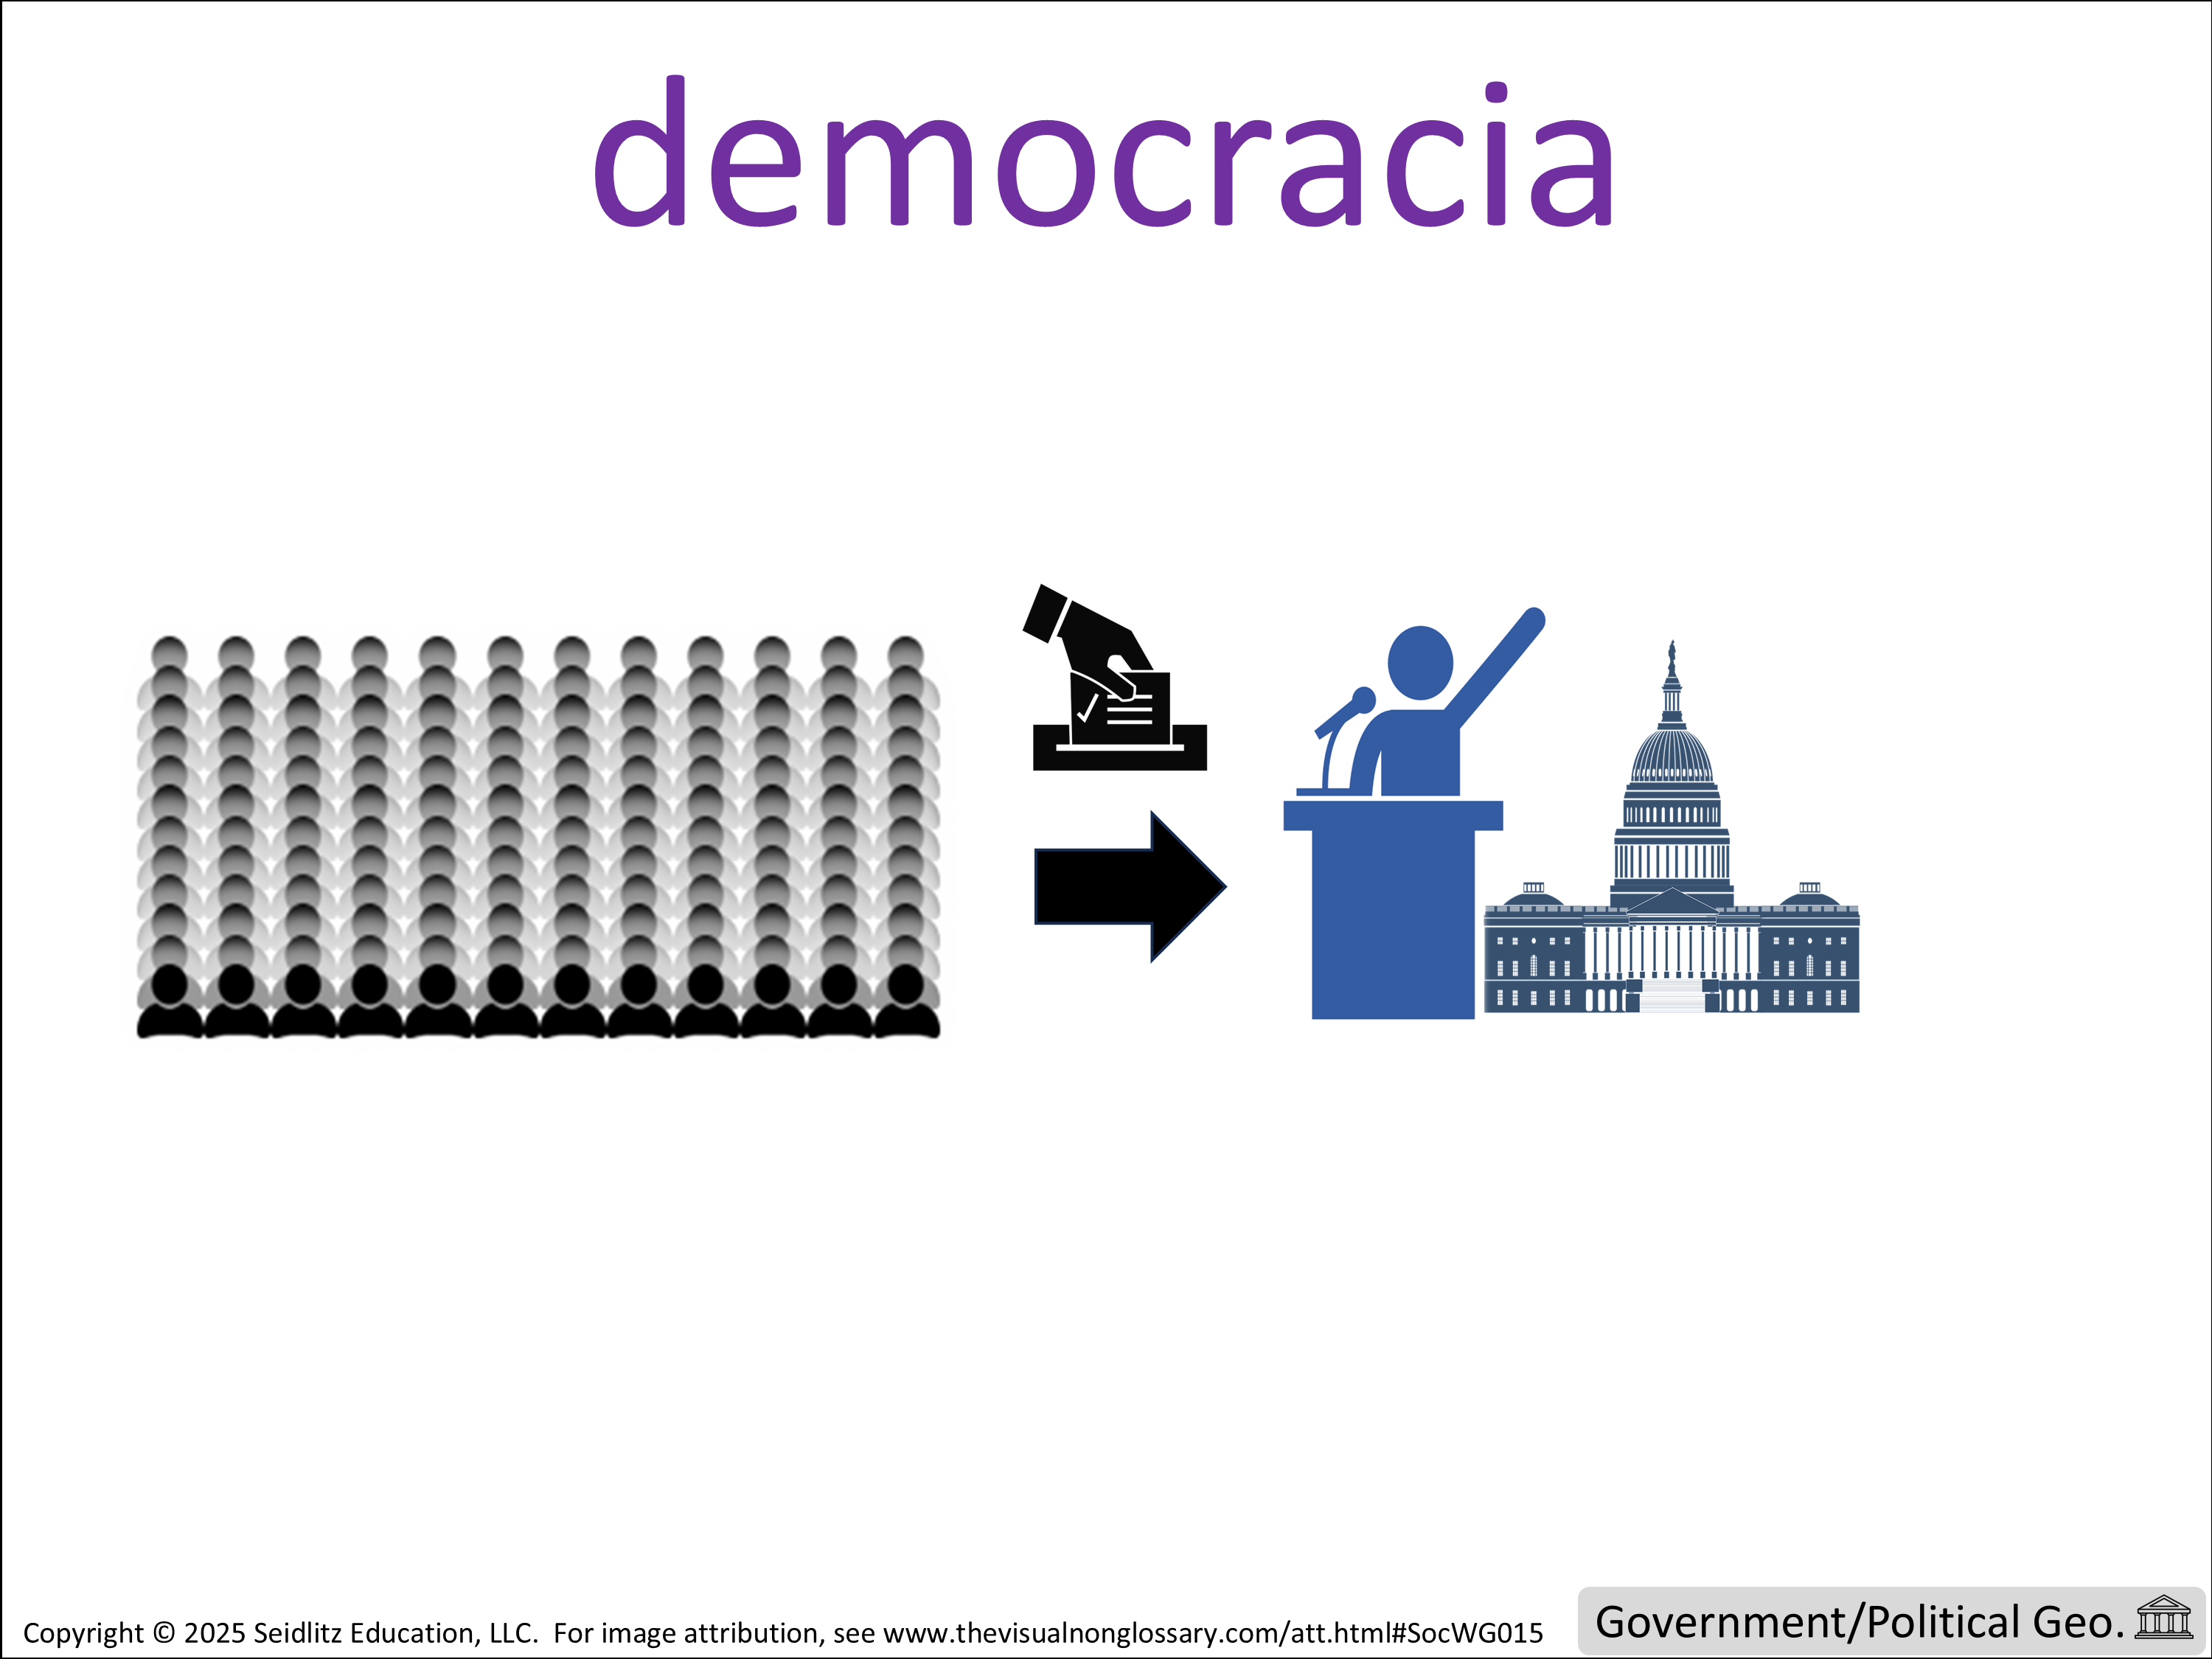 democracia
Copyright © 2025 Seidlitz Education, LLC.  For image attribution, see www.thevisualnonglossary.com/att.html#SocWG015
Government/Political Geo.